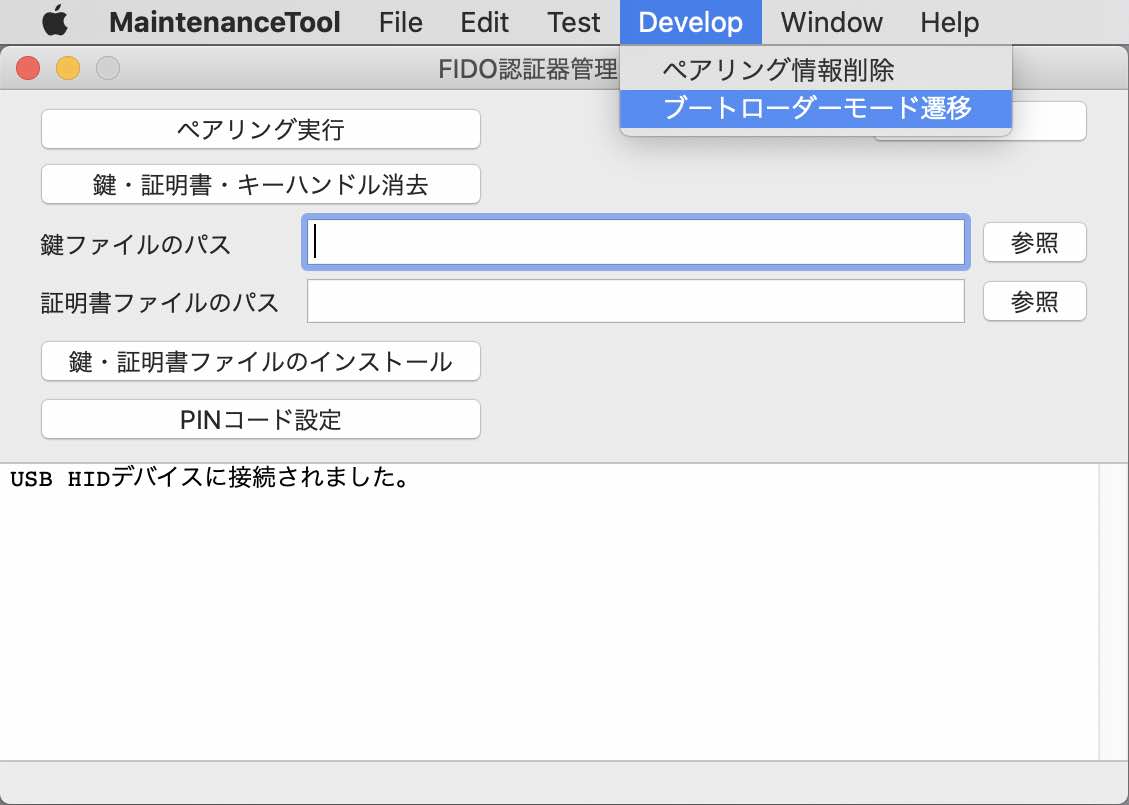 MaintenanceTool File Edit Test Develop Window Help
FIDO認証器管理
ペアリング情報削除
ブートローダーモード遷移
ペアリング実行
鍵・証明書・キーハンドル消去
鍵ファイルのパス 参照
証明書ファイルのパス 参照
鍵・証明書ファイルのインストール
PINコード設定
USB HIDデバイスに接続されました。